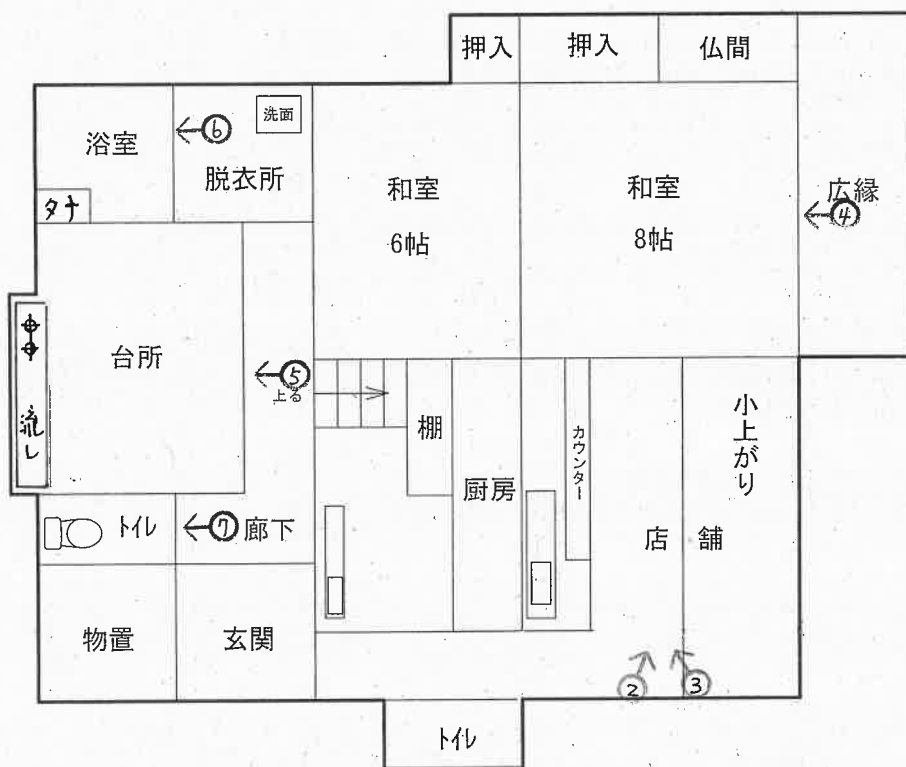 押入
押入
仏間
浴室
⑥
洗面
脱衣所
タナ
和室
6帖
和室
8帖
広縁
④
台所
⑤
上る
流し
棚
厨房
カウンター
小上がり
店舗
トイレ
⑦
廊下
物置
玄関
②
③
トイレ